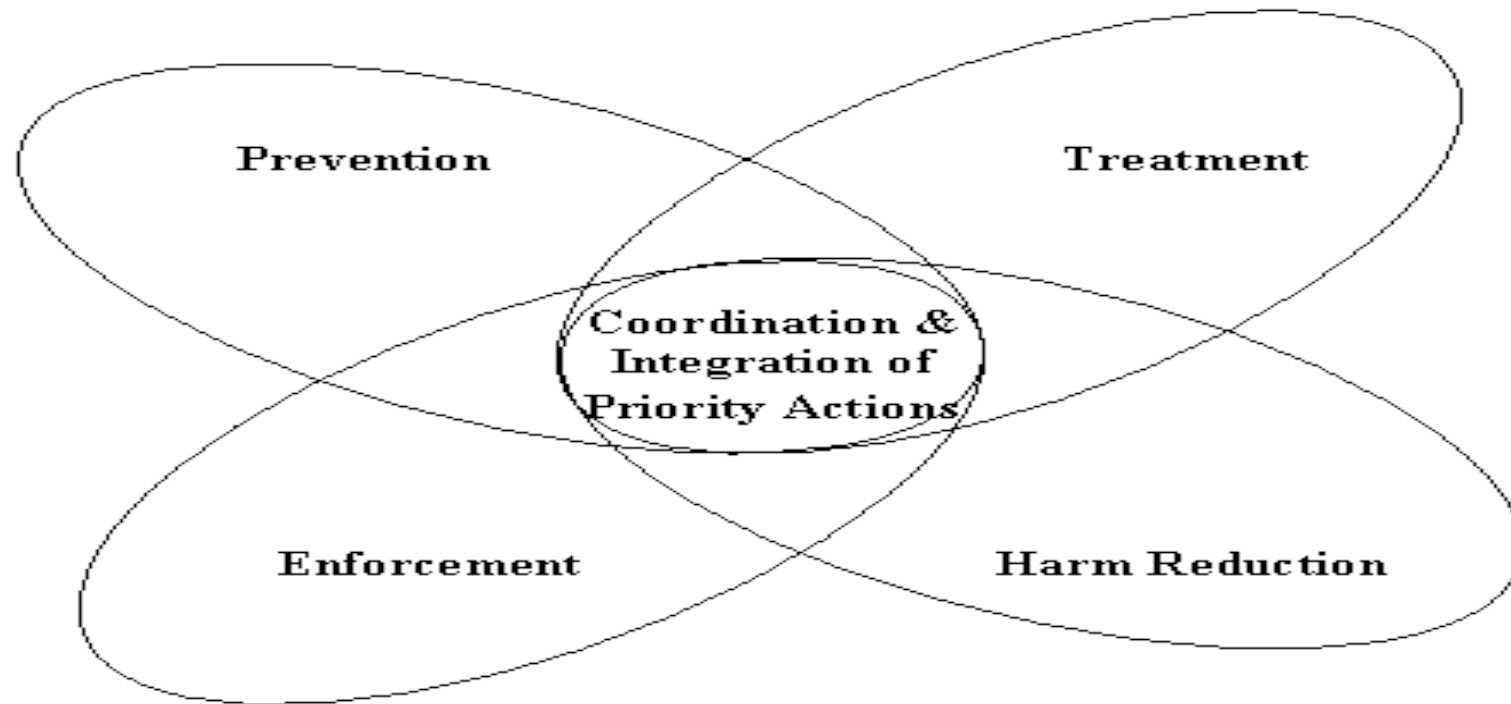 Prevention
Treatment
Coordination &
Integration of
Priority Actions
Enforcement
Harm Reduction